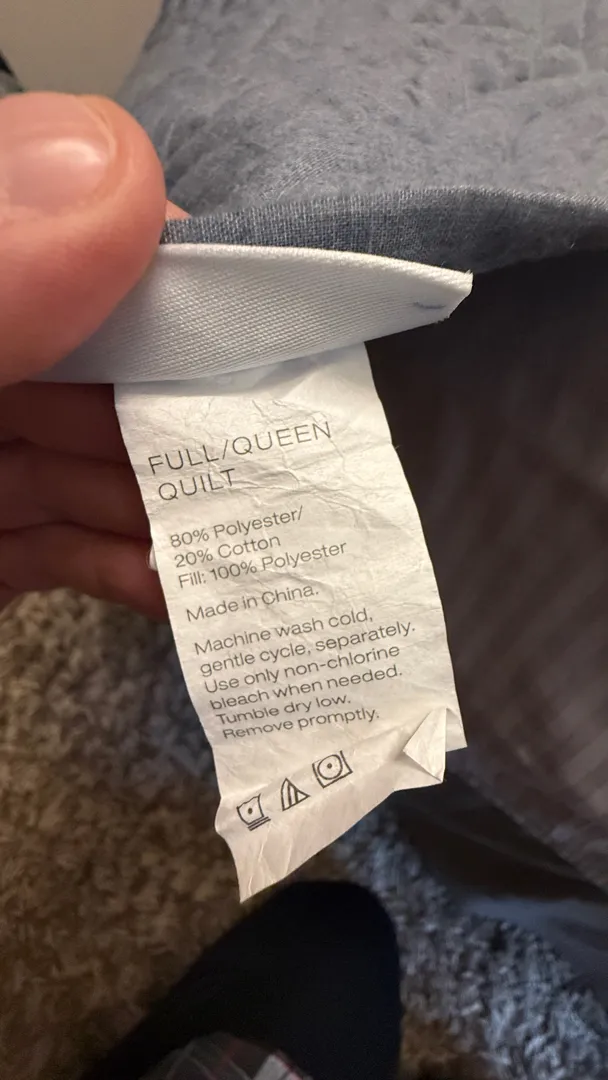 FULL/QUEEN
QUILT
80% Polyester/
20% Cotton
Fill: 100% Polyester
Made in China.
Machine wash cold,
gentle cycle, separately.
Use only non-chlorine
bleach when needed.
Tumble dry low.
Remove promptly.